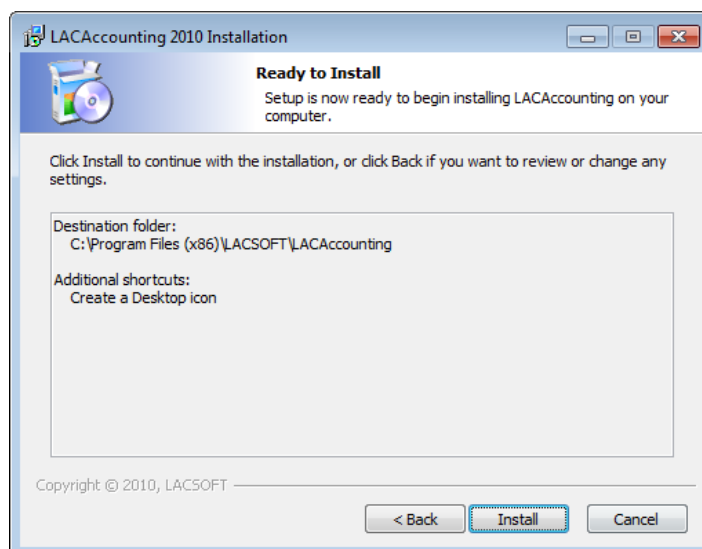 LACAccounting 2010 Installation
Ready to Install
Setup is now ready to begin installing LACAccounting on your
computer.
Click Install to continue with the installation, or click Back if you want to review or change any
settings.
Destination folder:
C:\Program Files (x86)\LACSOFT\LACAccounting
Additional shortcuts:
Create a Desktop icon
Copyright © 2010, LACSOFT
< Back Install Cancel